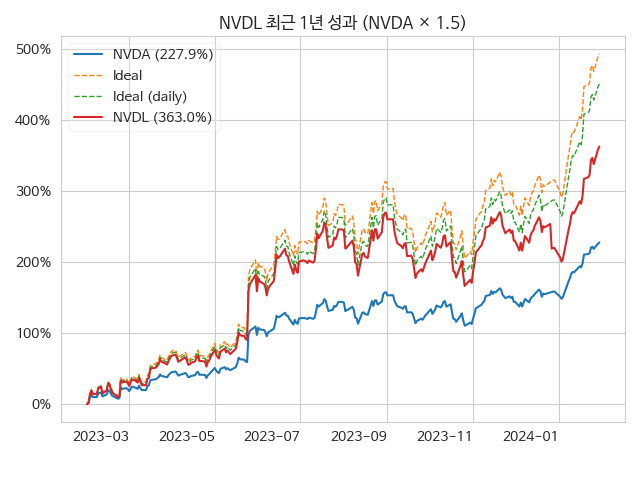 NVDL 최근 1년 성과 (NVDA × 1.5)
500%
400%
300%
200%
100%
0%
NVDA (227.9%)
Ideal
Ideal (daily)
NVDL (363.0%)
2023−03
2023−05
2023−07
2023−09
2023−11
2024−01